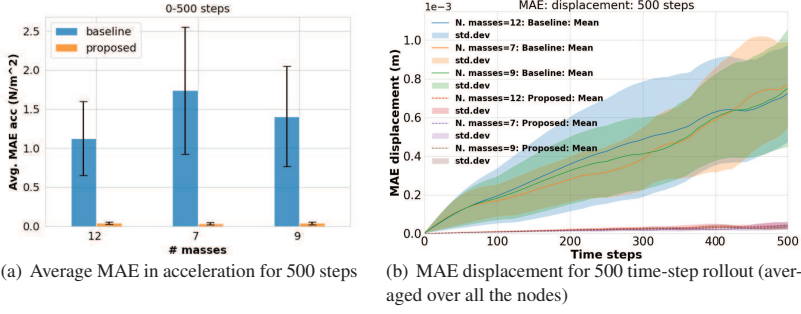 0-500 steps
baseline
proposed
Avg. MAE acc (N/m^2)
2.5
2.0
1.5
1.0
0.5
0.0
12
7
9
# masses
(a) Average MAE in acceleration for 500 steps
MAE: displacement: 500 steps
1e−3
N. masses=12: Baseline: Mean
std.dev
N. masses=7: Baseline: Mean
std.dev
N. masses=9: Baseline: Mean
std.dev
N. masses=12: Proposed: Mean
std.dev
N. masses=7: Proposed: Mean
std.dev
N. masses=9: Proposed: Mean
std.dev
MAE displacement (m)
1.0
0.8
0.6
0.4
0.2
0.0
0
100
200
300
400
500
Time steps
(b) MAE displacement for 500 time-step rollout (aver-
aged over all the nodes)